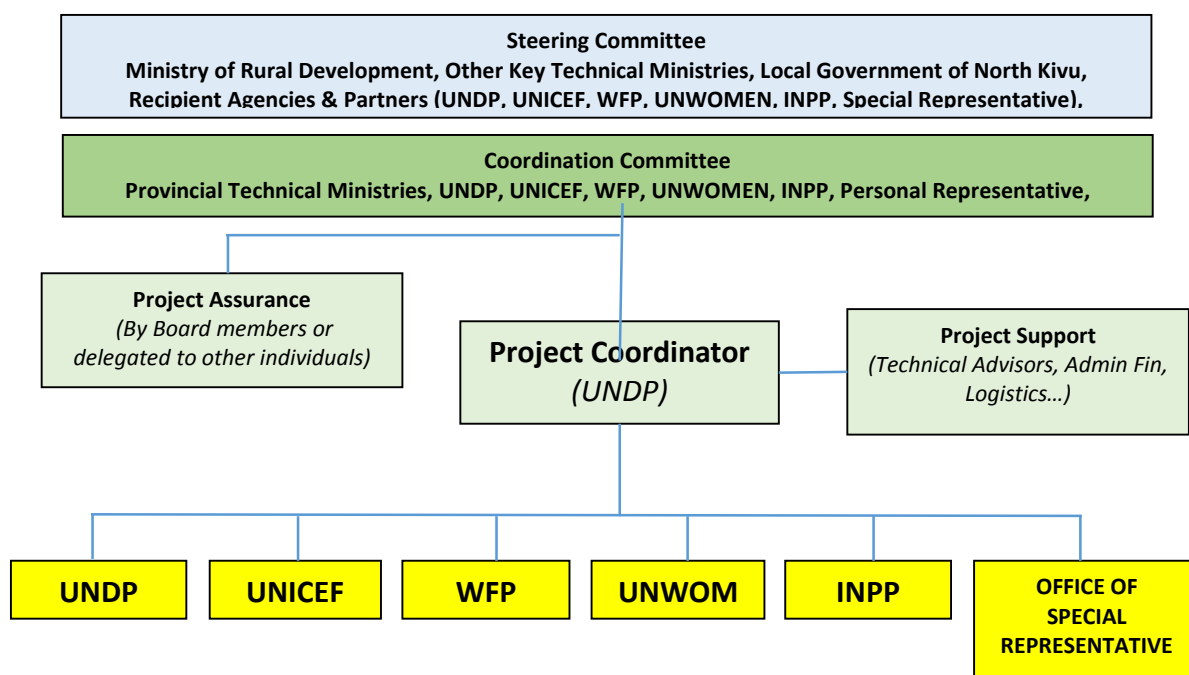 Steering Committee
Ministry of Rural Development, Other Key Technical Ministries, Local Government of North Kivu,
Recipient Agencies & Partners (UNDP, UNICEF, WFP, UNWOMEN, INPP, Special Representative),
Coordination Committee
Provincial Technical Ministries, UNDP, UNICEF, WFP, UNWOMEN, INPP, Personal Representative,
Project Assurance
(By Board members or
delegated to other individuals)
Project Coordinator
(UNDP)
Project Support
(Technical Advisors, Admin Fin,
Logistics…)
UNDP
UNICEF
WFP
UNWOM
INPP
OFFICE OF
SPECIAL
REPRESENTATIVE